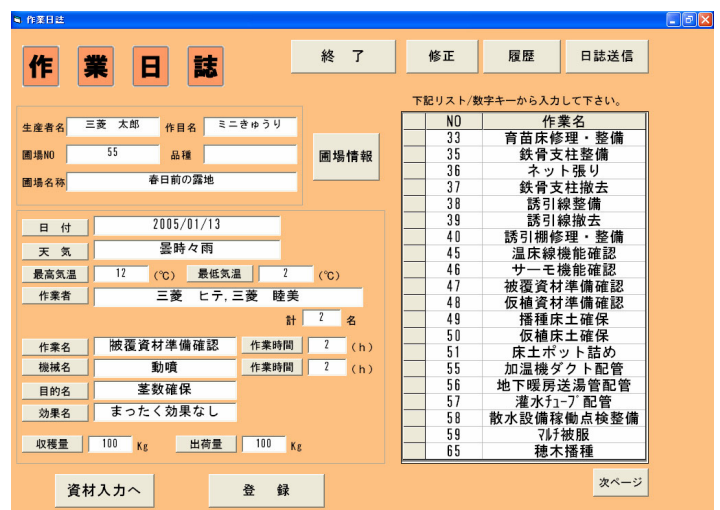 作業日誌
作 業 日 誌
終 了
修正
履歴
日誌送信
生産者名 三菱 太郎 作目名 ミニきゅうり
圃場NO 55 品種
圃場名称 春日前の露地
圃場情報
日 付 2005/01/13
天 気 曇時々雨
最高気温 12 (℃) 最低気温 2 (℃)
作業者 三菱 ヒテ,三菱 睦美
計 2 名
作業名 被覆資材準備確認 作業時間 2 (h)
機械名 動噴 作業時間 2 (h)
目的名 茎数確保
効果名 まったく効果なし
収穫量 100 Kg 出荷量 100 Kg
資材入力へ
登 録
下記リスト/数字キーから入力して下さい。
NO 作業名
33 育苗床修理・整備
35 鉄骨支柱整備
36 ネット張り
37 鉄骨支柱撤去
38 誘引線整備
39 誘引線撤去
40 誘引棚修理・整備
45 温床線機能確認
46 サーモ機能確認
47 被覆資材準備確認
48 仮植資材準備確認
49 播種床土確保
50 仮植床土確保
51 床土ポット詰め
55 加温機ダクト配管
56 地下暖房送湯管配管
57 灌水ﾁｭｰﾌﾞ配管
58 散水設備稼働点検整備
59 ﾏﾙﾁ被服
65 穂木播種
次ページ